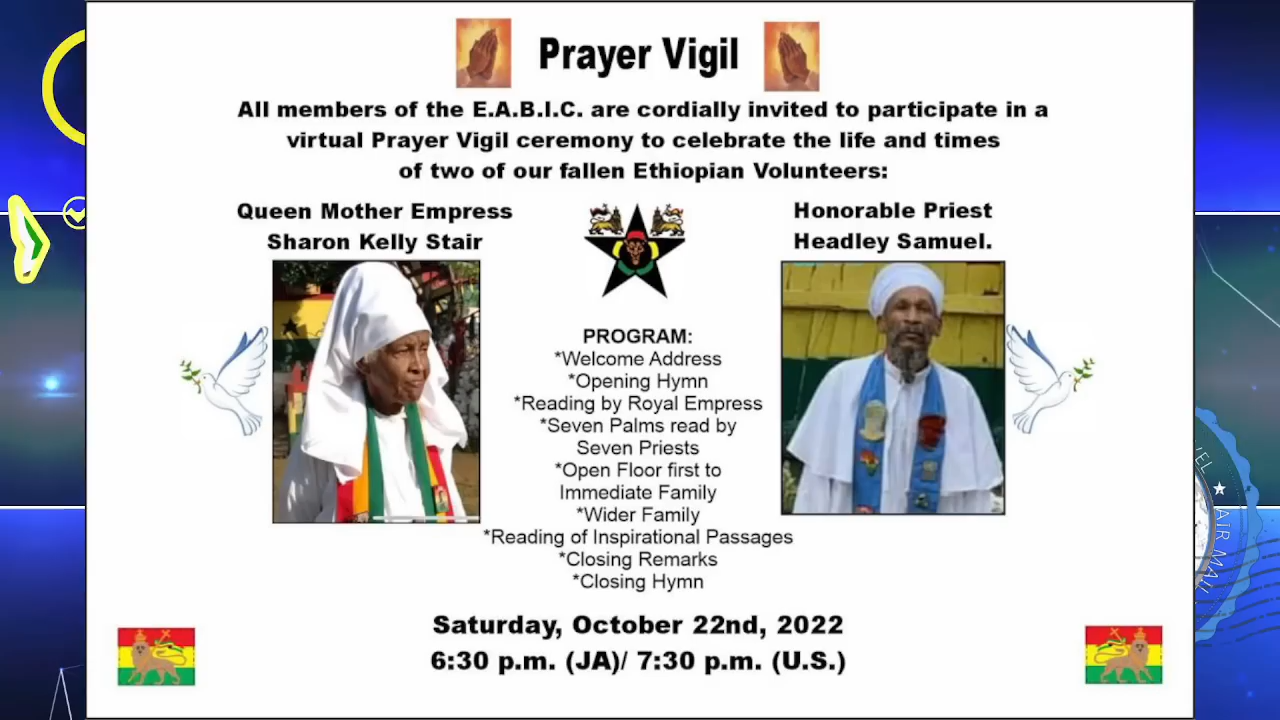 Prayer Vigil
All members of the E.A.B.I.C. are cordially invited to participate in a
virtual Prayer Vigil ceremony to celebrate the life and times
of two of our fallen Ethiopian Volunteers:
Queen Mother Empress
Sharon Kelly Stair
Honorable Priest
Headley Samuel.
PROGRAM:
*Welcome Address
*Opening Hymn
*Reading by Royal Empress
*Seven Palms read by
Seven Priests
*Open Floor first to
Immediate Family
*Wider Family
*Reading of Inspirational Passages
*Closing Remarks
*Closing Hymn
Saturday, October 22nd, 2022
6:30 p.m. (JA)/ 7:30 p.m. (U.S.)
AIR MAIL